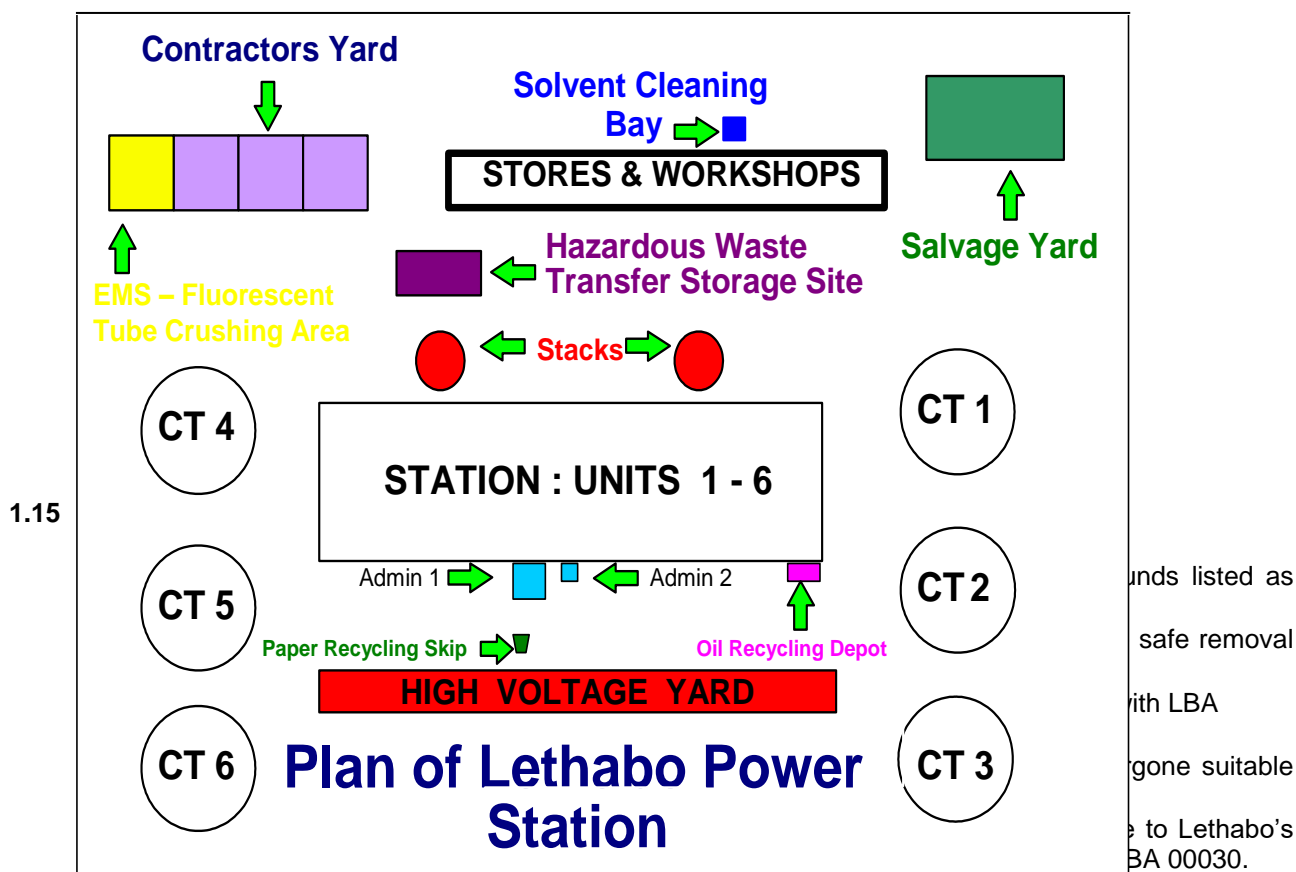 Contractors Yard
Solvent Cleaning
Bay
STORES & WORKSHOPS
Hazardous Waste
Transfer Storage Site
Salvage Yard
EMS – Fluorescent
Tube Crushing Area
Stacks
CT 4
CT 1
STATION : UNITS 1 - 6
1.15
Admin 1
Admin 2
CT 5
CT 2
unds listed as
Paper Recycling Skip
Oil Recycling Depot
safe removal
HIGH VOLTAGE YARD
with LBA
CT 6
Plan of Lethabo Power
Station
CT 3
rgone suitable
e to Lethabo's
BA 00030.